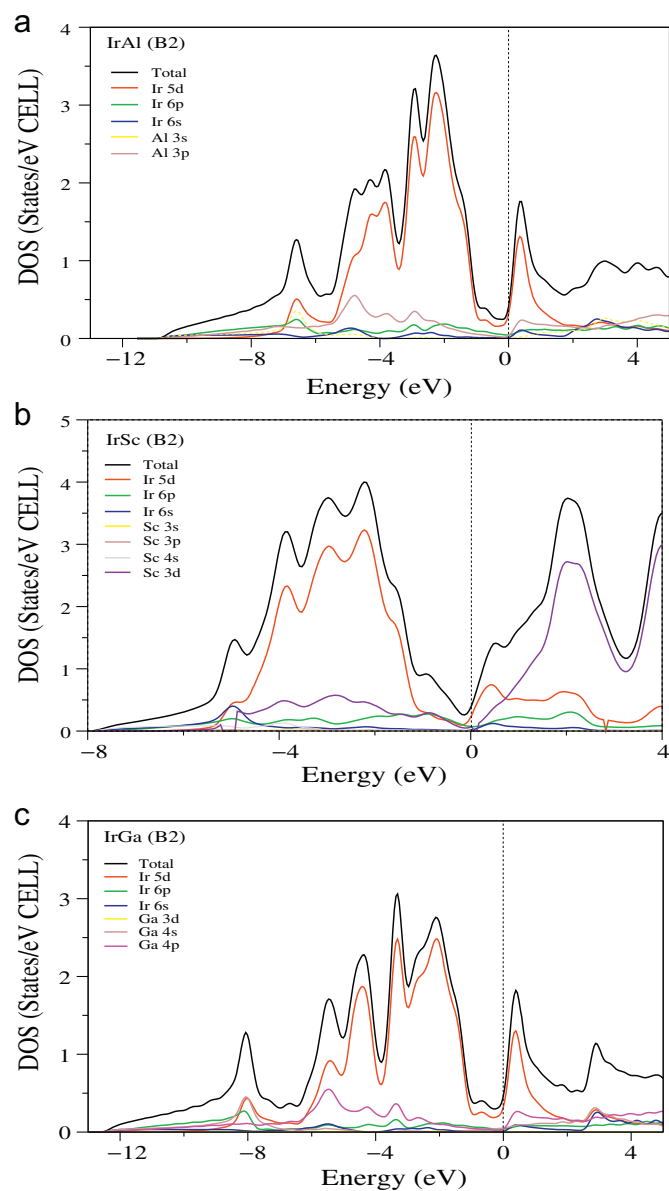 a
IrAl (B2)
Total
Ir 5d
Ir 6p
Ir 6s
Al 3s
Al 3p
DOS (States/eV CELL)
4
3
2
1
0
−12 −8 −4 0 4
Energy (eV)
b
IrSc (B2)
Total
Ir 5d
Ir 6p
Ir 6s
Sc 3s
Sc 3p
Sc 4s
Sc 3d
DOS (States/eV CELL)
5
4
3
2
1
0
−8 −4 0 4
Energy (eV)
c
IrGa (B2)
Total
Ir 5d
Ir 6p
Ir 6s
Ga 3d
Ga 4s
Ga 4p
DOS (States/eV CELL)
4
3
2
1
0
−12 −8 −4 0 4
Energy (eV)